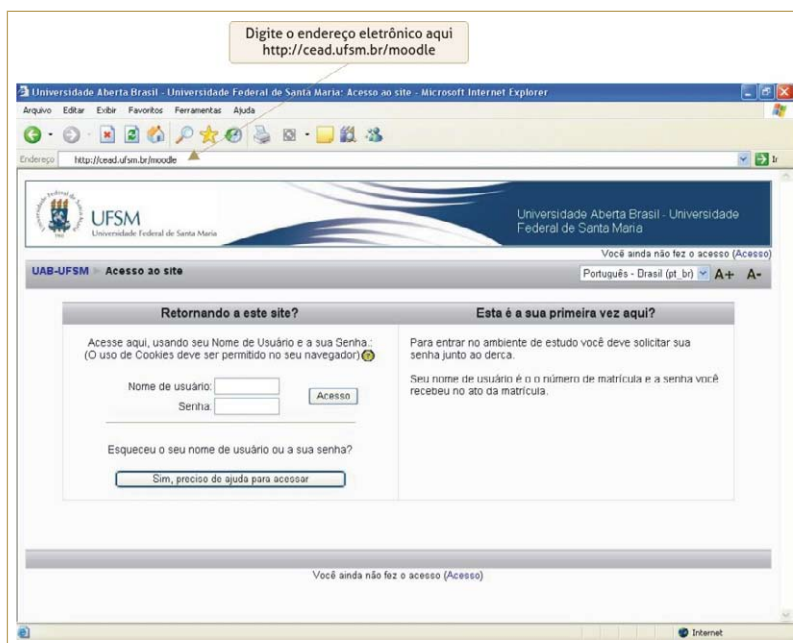 Digite o endereço eletrônico aqui
http://cead.ufsm.br/moodle
Universidade Aberta Brasil - Universidade Federal de Santa Maria: Acesso ao site - Microsoft Internet Explorer
Arquivo Editar Exibir Favoritos Ferramentas Ajuda
Endereço http://cead.ufsm.br/moodle Ir
UFSM
Universidade Federal de Santa Maria
Universidade Aberta Brasil - Universidade
Federal de Santa Maria
Você ainda não fez o acesso (Acesso)
UAB-UFSM Acesso ao site
Português - Brasil (pt_br) A+ A-
Retornando a este site?
Acesse aqui, usando seu Nome de Usuário e a sua Senha.:
(O uso de Cookies deve ser permitido no seu navegador)
Nome de usuário:
Senha:
Acesso
Esqueceu o seu nome de usuário ou a sua senha?
Sim, preciso de ajuda para acessar
Esta é a sua primeira vez aqui?
Para entrar no ambiente de estudo você deve solicitar sua
senha junto ao derca.
Seu nome de usuário é o o número de matrícula e a senha você
recebeu no ato da matrícula.
Você ainda não fez o acesso (Acesso)
Internet